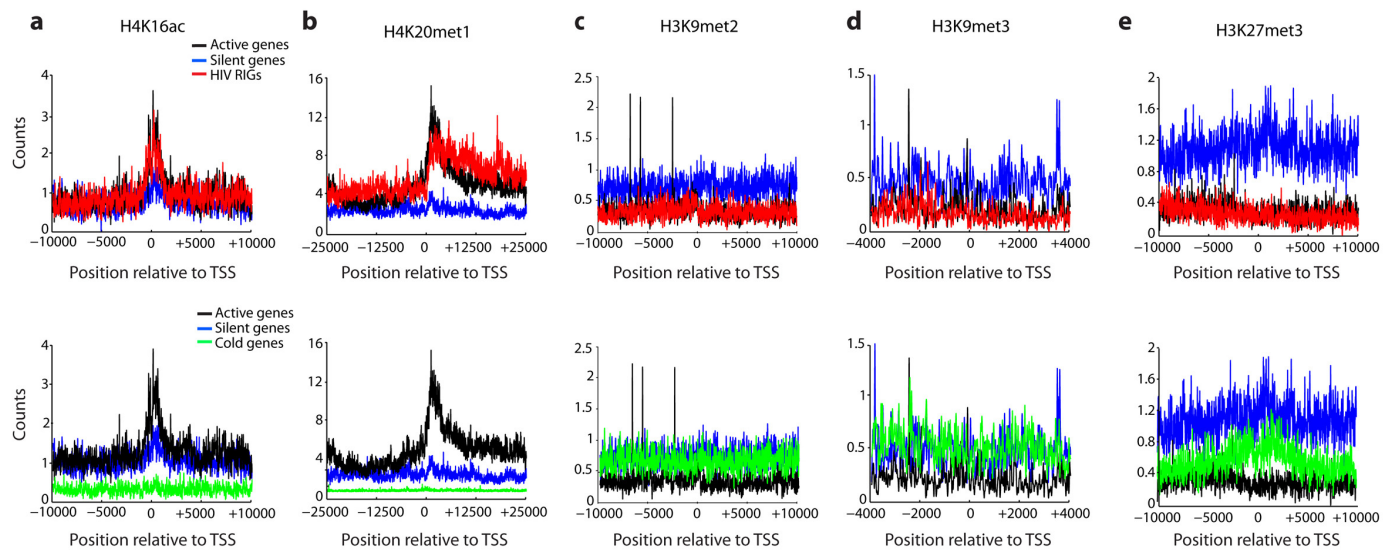 a
H4K16ac
Active genes
Silent genes
HIV RIGs
4
3
2
1
0
Counts
−10000 −5000 0 +5000 +10000
Position relative to TSS
b
H4K20met1
16
12
8
4
0
−25000 −12500 0 +12500 +25000
Position relative to TSS
c
H3K9met2
2.5
2
1.5
1
0.5
0
−10000 −5000 0 +5000 +10000
Position relative to TSS
d
H3K9met3
1.5
1
0.5
0
−4000 −2000 0 +2000 +4000
Position relative to TSS
e
H3K27met3
2
1.6
1.2
0.8
0.4
0
−10000 −5000 0 +5000 +10000
Position relative to TSS
Active genes
Silent genes
Cold genes
4
3
2
1
0
Counts
−10000 −5000 0 +5000 +10000
Position relative to TSS
16
12
8
4
0
−25000 −12500 0 +12500 +25000
Position relative to TSS
2.5
2
1.5
1
0.5
0
−10000 −5000 0 +5000 +10000
Position relative to TSS
1.5
1
0.5
0
−4000 −2000 0 +2000 +4000
Position relative to TSS
2
1.6
1.2
2
0.4
0
−10000 −5000 0 +5000 +10000
Position relative to TSS